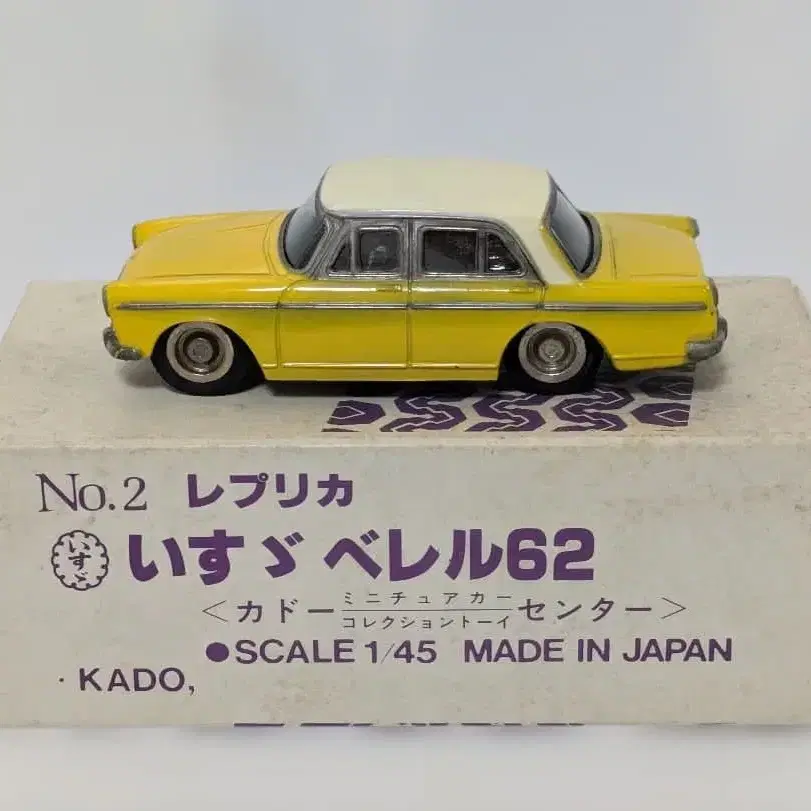 No.2 レプリカ
いすゞ いすゞ ベレル62
<カドー ミニチュアカー コレクショントーイ センター>
●SCALE 1/45 MADE IN JAPAN
· KADO,